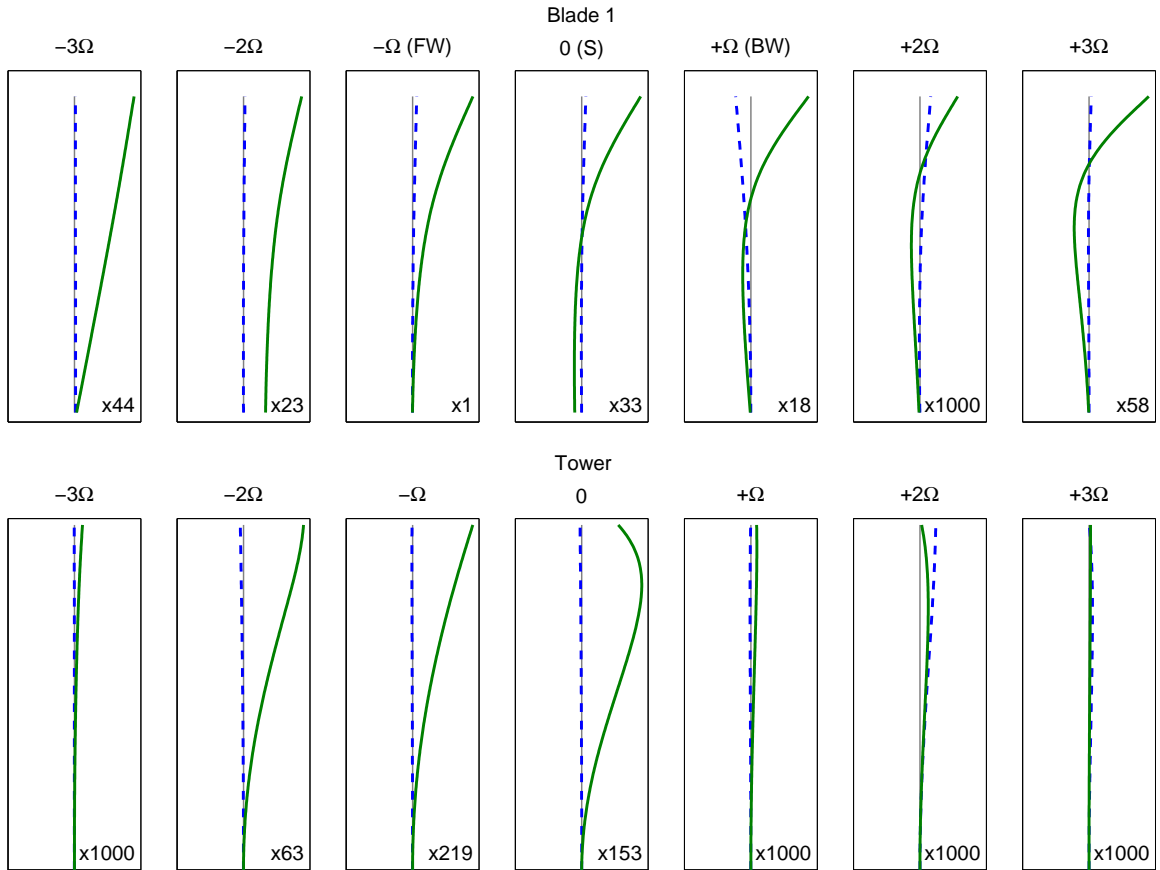 Blade 1
−3Ω −2Ω −Ω (FW) 0 (S) +Ω (BW) +2Ω +3Ω
x44 x23 x1 x33 x18 x1000 x58
Tower
−3Ω −2Ω −Ω 0 +Ω +2Ω +3Ω
x1000 x63 x219 x153 x1000 x1000 x1000